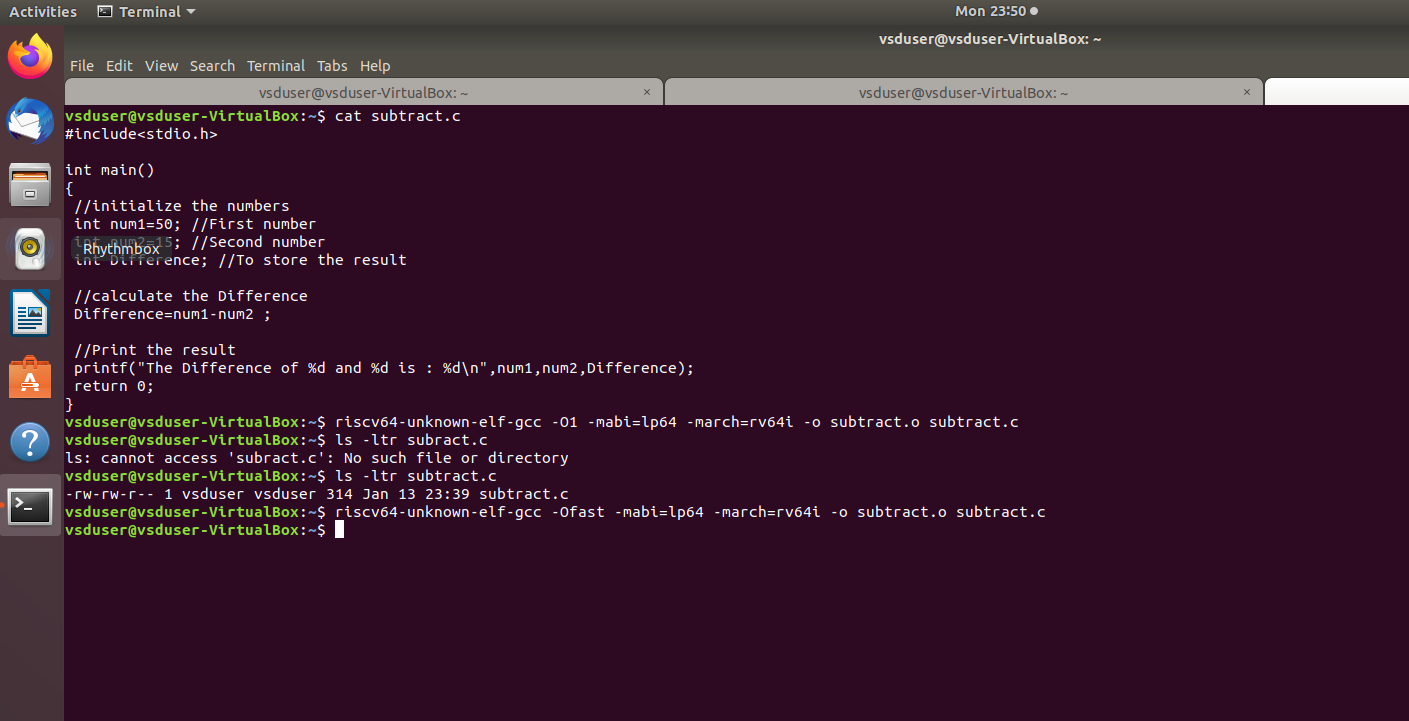 Activities Terminal Mon 23:50
vsduser@vsduser-VirtualBox: ~
File Edit View Search Terminal Tabs Help
vsduser@vsduser-VirtualBox: ~ × vsduser@vsduser-VirtualBox: ~ ×
vsduser@vsduser-VirtualBox:~$ cat subtract.c
#include<stdio.h>
int main()
{
//initialize the numbers
int num1=50; //First number
int num2=15; //Second number
Rhythmbox
int Difference; //To store the result
//calculate the Difference
Difference=num1-num2 ;
//Print the result
printf("The Difference of %d and %d is : %d\n",num1,num2,Difference);
return 0;
}
vsduser@vsduser-VirtualBox:~$ riscv64-unknown-elf-gcc -O1 -mabi=lp64 -march=rv64i -o subtract.o subtract.c
vsduser@vsduser-VirtualBox:~$ ls -ltr subract.c
ls: cannot access 'subract.c': No such file or directory
vsduser@vsduser-VirtualBox:~$ ls -ltr subtract.c
-rw-rw-r-- 1 vsduser vsduser 314 Jan 13 23:39 subtract.c
vsduser@vsduser-VirtualBox:~$ riscv64-unknown-elf-gcc -Ofast -mabi=lp64 -march=rv64i -o subtract.o subtract.c
vsduser@vsduser-VirtualBox:~$